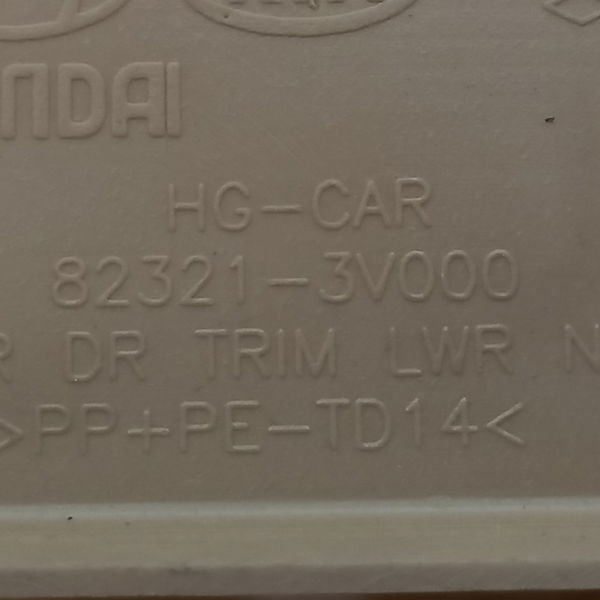 NDAI
HG-CAR
82321-3V000
R DR TRIM LWR N
>PP+PE-TD14<